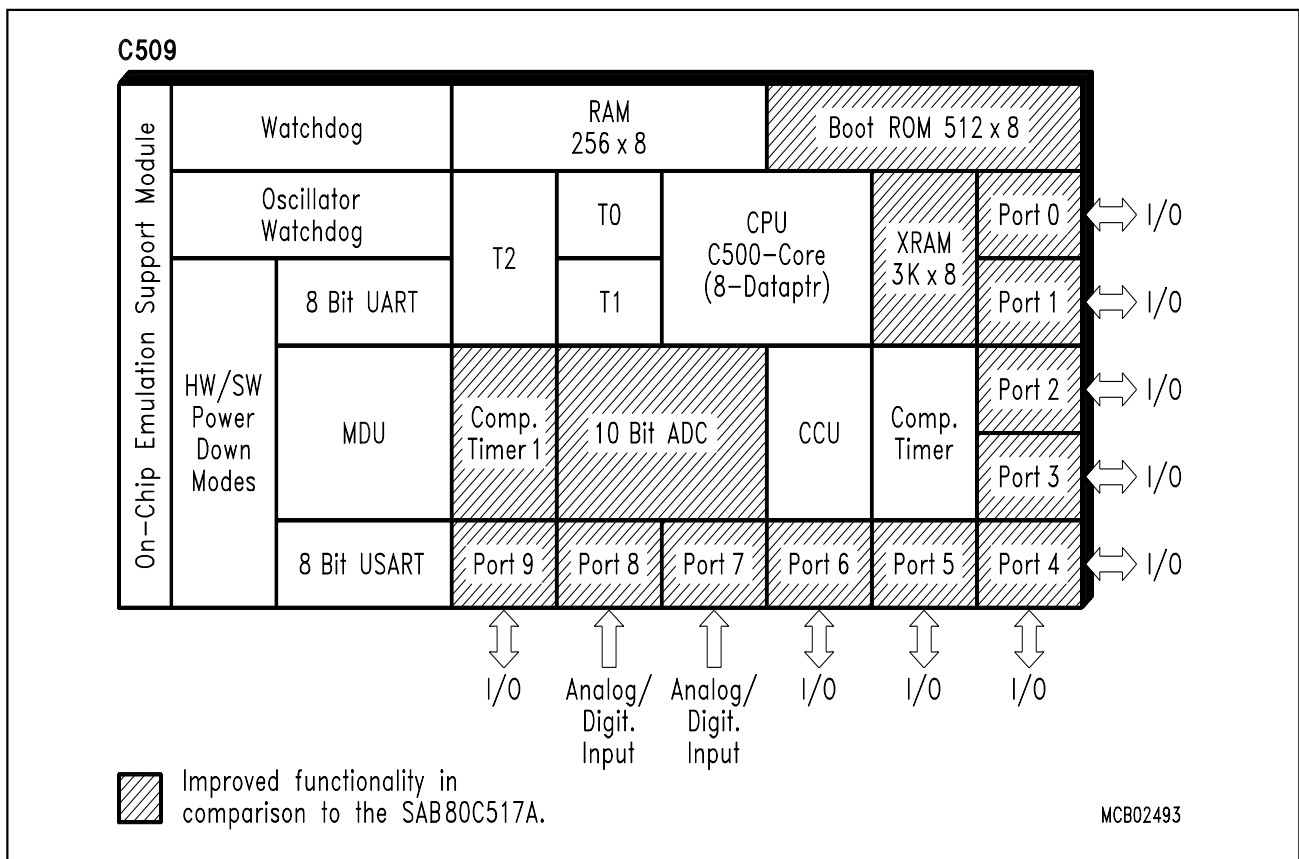 C509
On-Chip Emulation Support Module
Watchdog
RAM
256 x 8
Boot ROM 512 x 8
Oscillator
Watchdog
T2
T0
T1
CPU
C500-Core
(8-Dataptr)
XRAM
3K x 8
Port 0
I/O
Port 1
I/O
8 Bit UART
HW/SW
Power
Down
Modes
MDU
Comp.
Timer 1
10 Bit ADC
CCU
Comp.
Timer
Port 2
I/O
Port 3
I/O
8 Bit USART
Port 9
Port 8
Port 7
Port 6
Port 5
Port 4
I/O
I/O
Analog/
Digit.
Input
Analog/
Digit.
Input
I/O
I/O
I/O
Improved functionality in
comparison to the SAB80C517A.
MCB02493